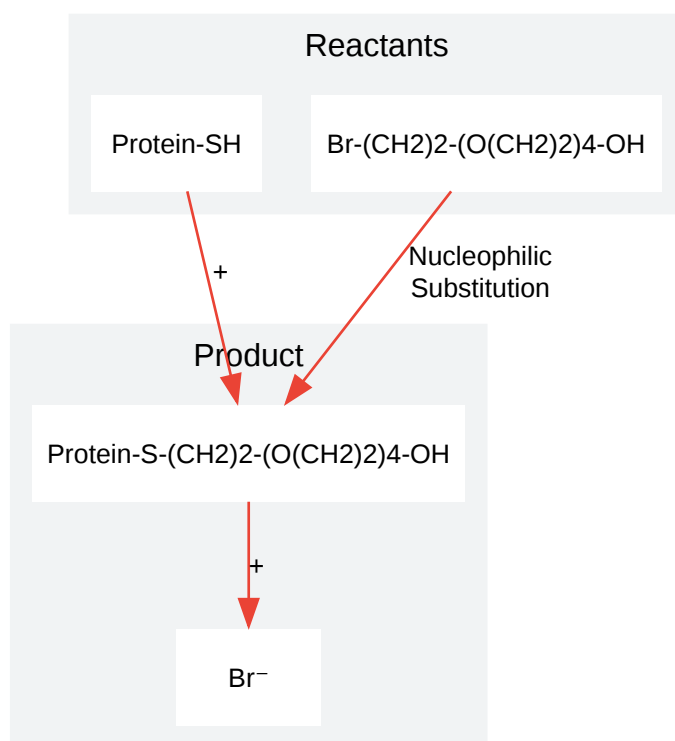 Reactants
Protein-SH
Br-(CH2)2-(O(CH2)2)4-OH
+
Nucleophilic
Substitution
Product
Protein-S-(CH2)2-(O(CH2)2)4-OH
+
Br⁻